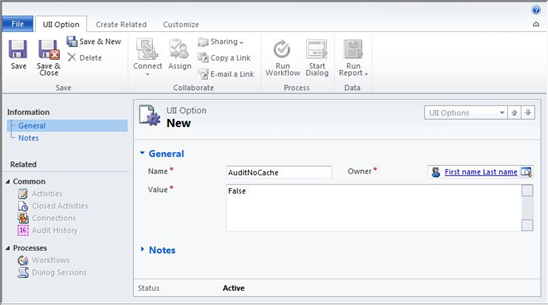 File UII Option Create Related Customize
Save
Save & Close
Save & New
Delete
Save
Connect
Assign
Sharing
Copy a Link
E-mail a Link
Collaborate
Run Workflow
Start Dialog
Process
Run Report
Data
Information
General
Notes
Related
Common
Activities
Closed Activities
Connections
16 Audit History
Processes
Workflows
Dialog Sessions
UII Option
New
UII Options
General
Name* AuditNoCache Owner* First name Last name
Value* False
Notes
Status Active